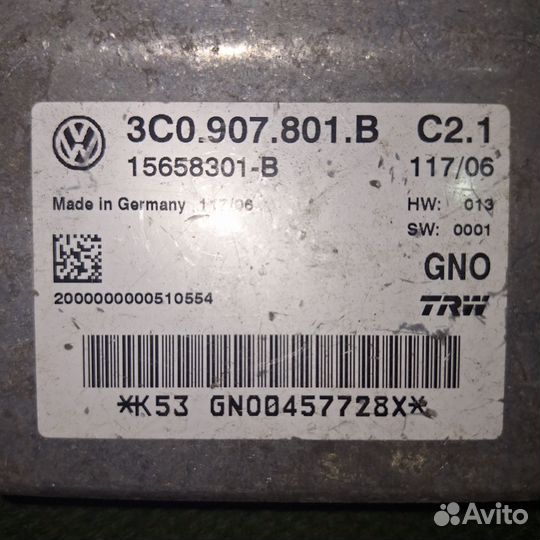 3C0.907.801.B C2.1
15658301-B 117/06
Made in Germany 117/06 HW: 013
SW: 0001
GNO
2000000000510554 TRW
*K53 GNO0457728X*
Avito